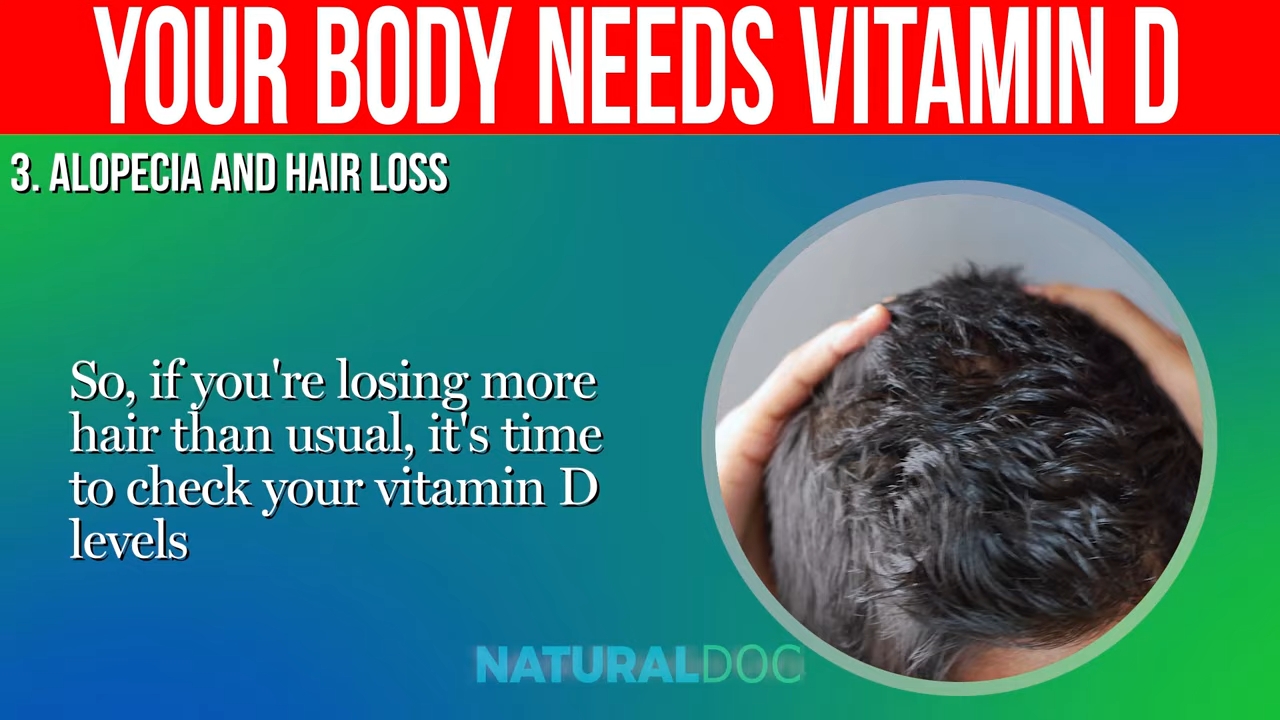 YOUR BODY NEEDS VITAMIN D
3. ALOPECIA AND HAIR LOSS
So, if you're losing more
hair than usual, it's time
to check your vitamin D
levels
NATURALDOC